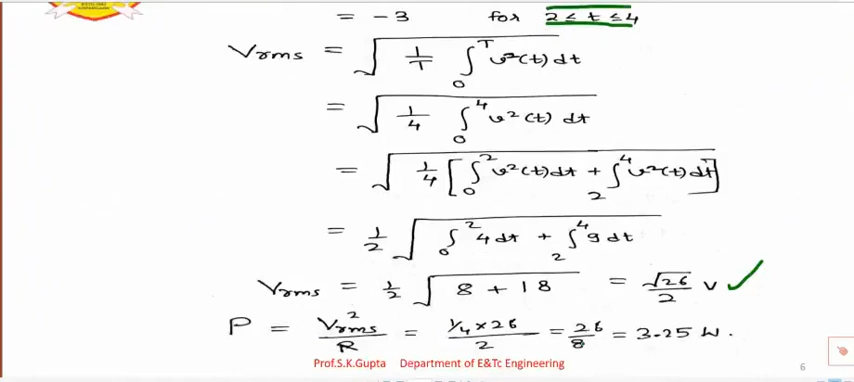 = -3 for 2 ≤ t ≤ 4
Vrms = √(1/T ∫₀ᵀ v²(t) dt)
= √(1/4 ∫₀⁴ v²(t) dt)
= √(1/4 [∫₀² v²(t) dt + ∫₂⁴ v²(t) dt])
= 1/2 √(∫₀² 4 dt + ∫₂⁴ 9 dt)
Vrms = 1/2 √(8 + 18) = √26/2 V ✓
P = Vrms²/R = (1/4 × 26)/2 = 26/8 = 3.25 W.
Prof.S.K.Gupta Department of E&Tc Engineering 6